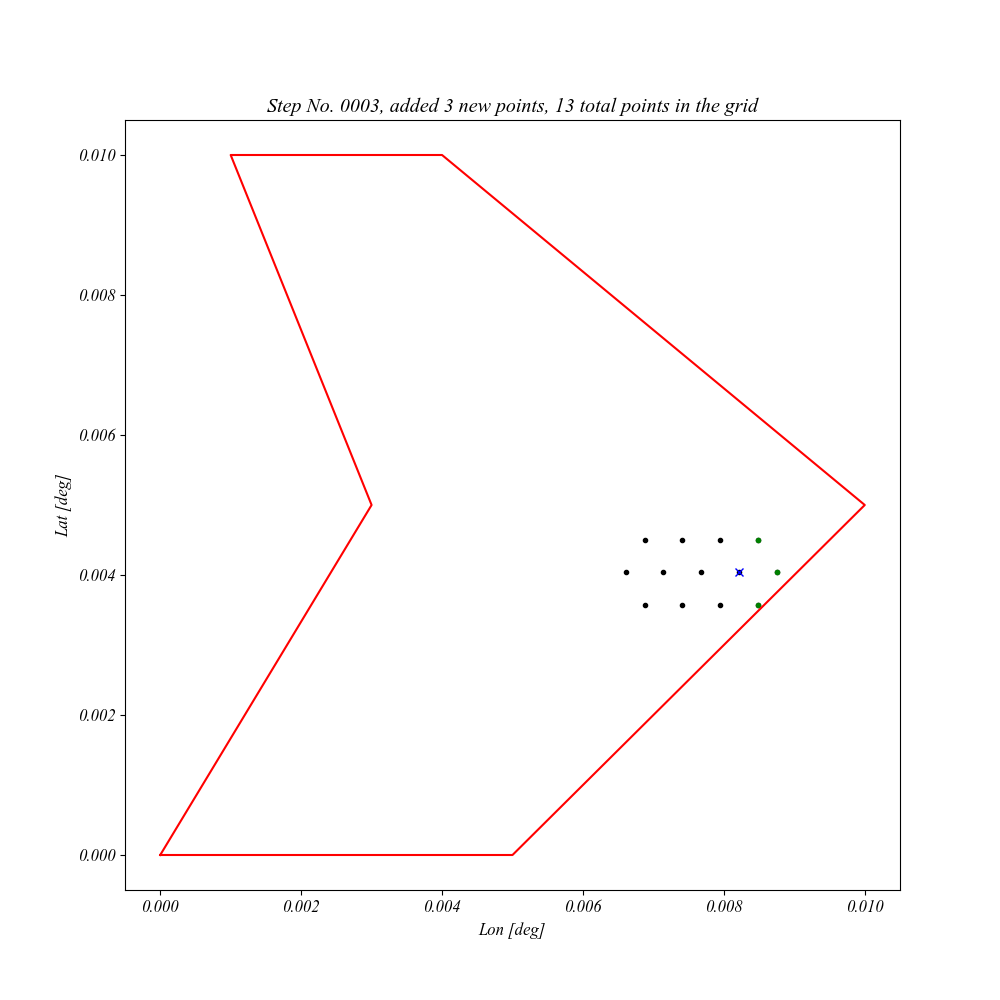 Step No. 0003, added 3 new points, 13 total points in the grid
0.010
0.008
0.006
0.004
0.002
0.000
Lat [deg]
0.000 0.002 0.004 0.006 0.008 0.010
Lon [deg]